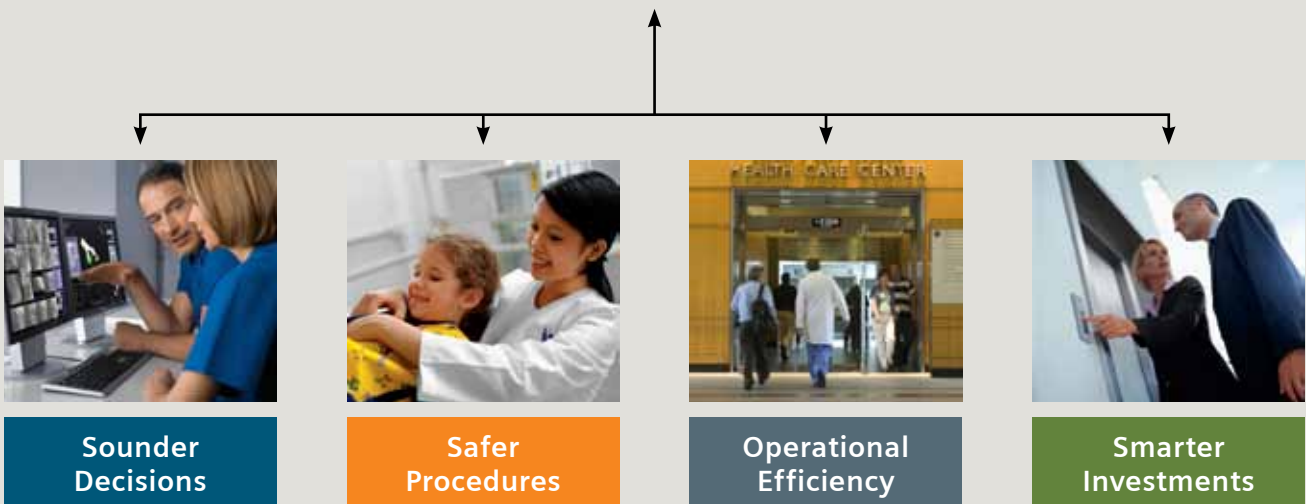 HEALTH CARE CENTER
Sounder
Decisions
Safer
Procedures
Operational
Efficiency
Smarter
Investments